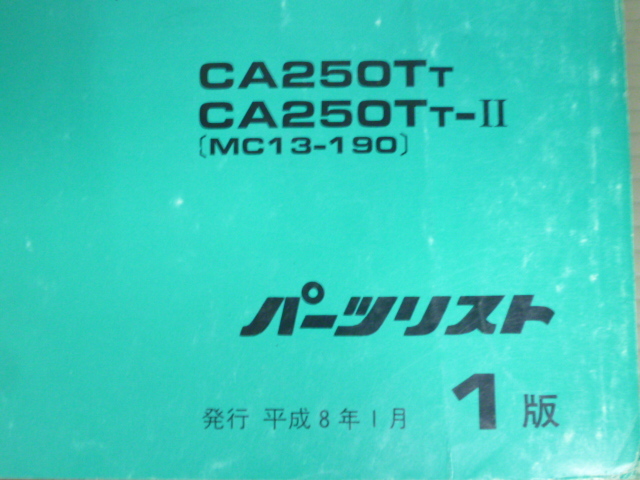 CA250TT
CA250TT-II
〔MC13-190〕
パーツリスト
発行 平成8年1月 1版